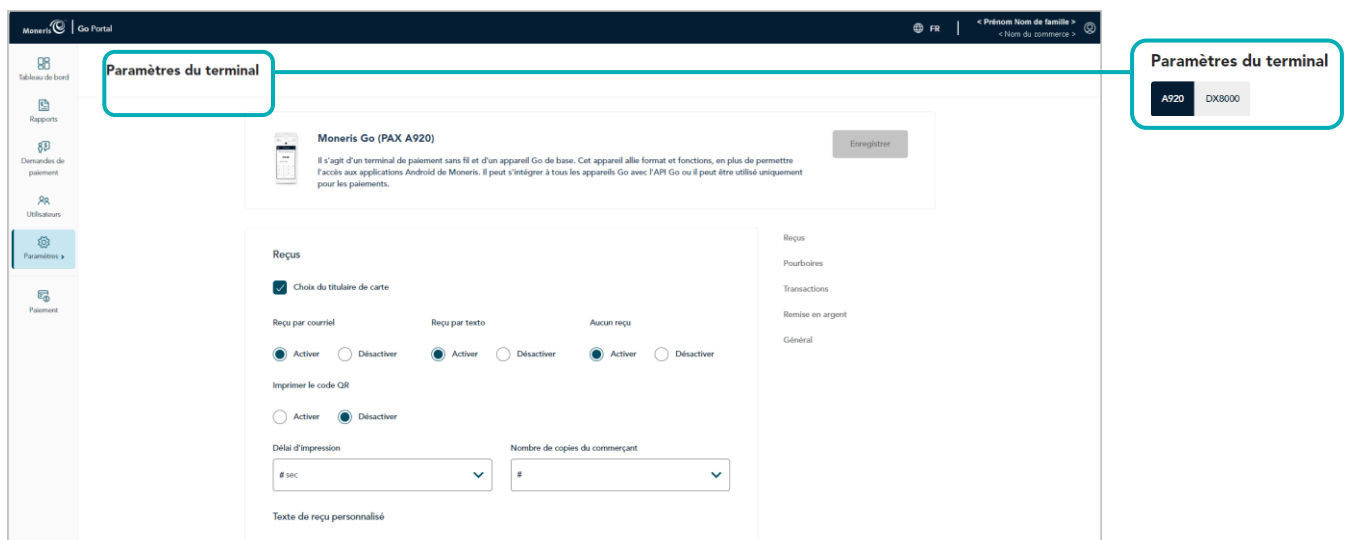 Moneris Go Portal
FR
< Prénom Nom de famille >
< Nom du commerce >
Tableau de bord
Rapports
Demandes de
paiement
Utilisateurs
Paramètres
Paiement
Paramètres du terminal
Moneris Go (PAX A920)
Il s'agit d'un terminal de paiement sans fil et d'un appareil Go de base. Cet appareil allie format et fonctions, en plus de permettre
l'accès aux applications Android de Moneris. Il peut s'intégrer à tous les appareils Go avec l'API Go ou il peut être utilisé uniquement
pour les paiements.
Enregistrer
Reçus
Choix du titulaire de carte
Reçu par courriel Reçu par texto Aucun reçu
Activer Désactiver Activer Désactiver Activer Désactiver
Imprimer le code QR
Activer Désactiver
Délai d'impression Nombre de copies du commerçant
# sec #
Texte de reçu personnalisé
Reçus
Pourboires
Transactions
Remise en argent
Général
Paramètres du terminal
A920 DX8000